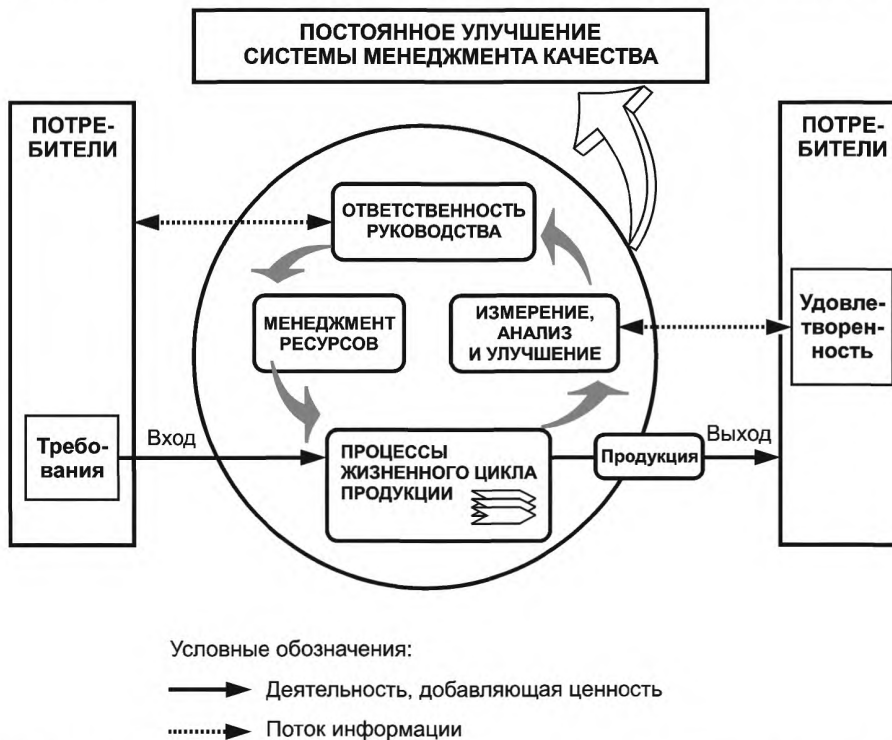 ПОСТОЯННОЕ УЛУЧШЕНИЕ
СИСТЕМЫ МЕНЕДЖМЕНТА КАЧЕСТВА
ПОТРЕ-
БИТЕЛИ
ПОТРЕ-
БИТЕЛИ
ОТВЕТСТВЕННОСТЬ
РУКОВОДСТВА
МЕНЕДЖМЕНТ
РЕСУРСОВ
ИЗМЕРЕНИЕ,
АНАЛИЗ
И УЛУЧШЕНИЕ
Удовле-
творен-
ность
Требо-
вания
Вход
ПРОЦЕССЫ
ЖИЗНЕННОГО ЦИКЛА
ПРОДУКЦИИ
Продукция
Выход
Условные обозначения:
Деятельность, добавляющая ценность
Поток информации